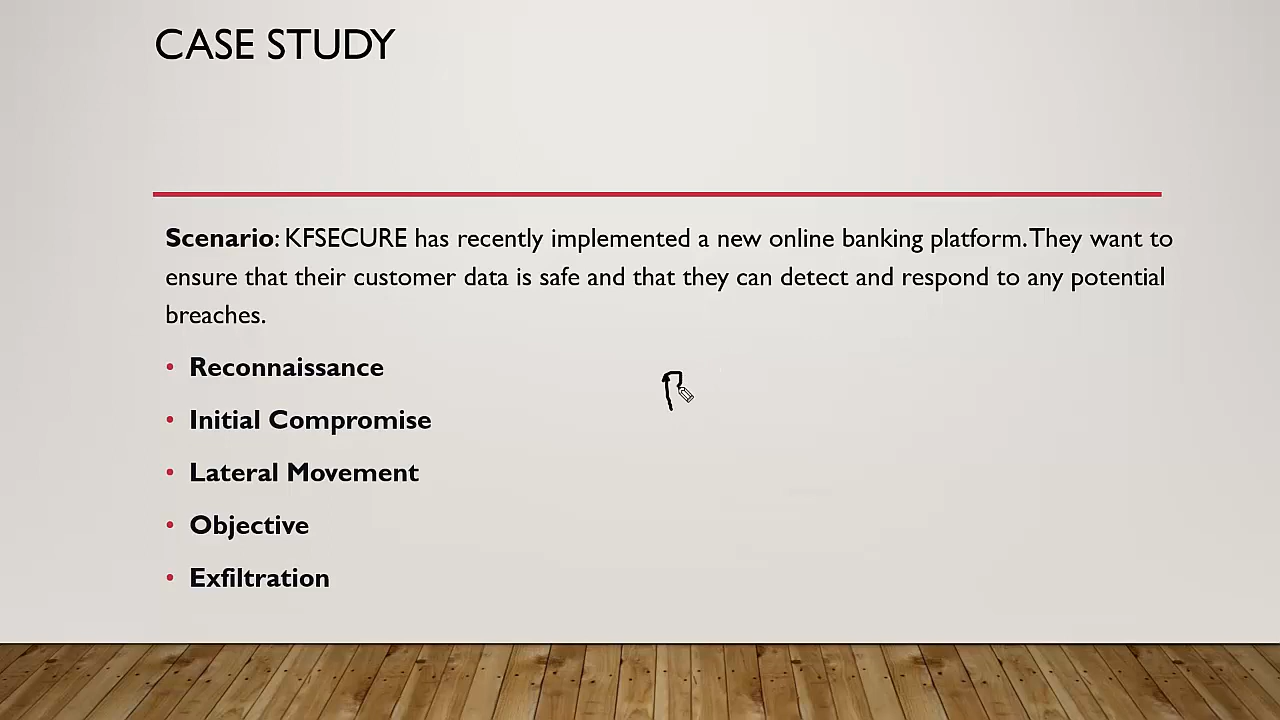 CASE STUDY
Scenario: KFSECURE has recently implemented a new online banking platform. They want to
ensure that their customer data is safe and that they can detect and respond to any potential
breaches.
• Reconnaissance
• Initial Compromise
• Lateral Movement
• Objective
• Exfiltration